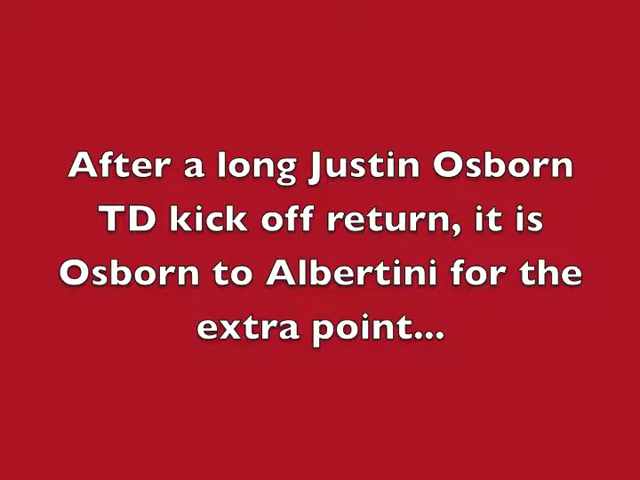 After a long Justin Osborn
TD kick off return, it is
Osborn to Albertini for the
extra point...